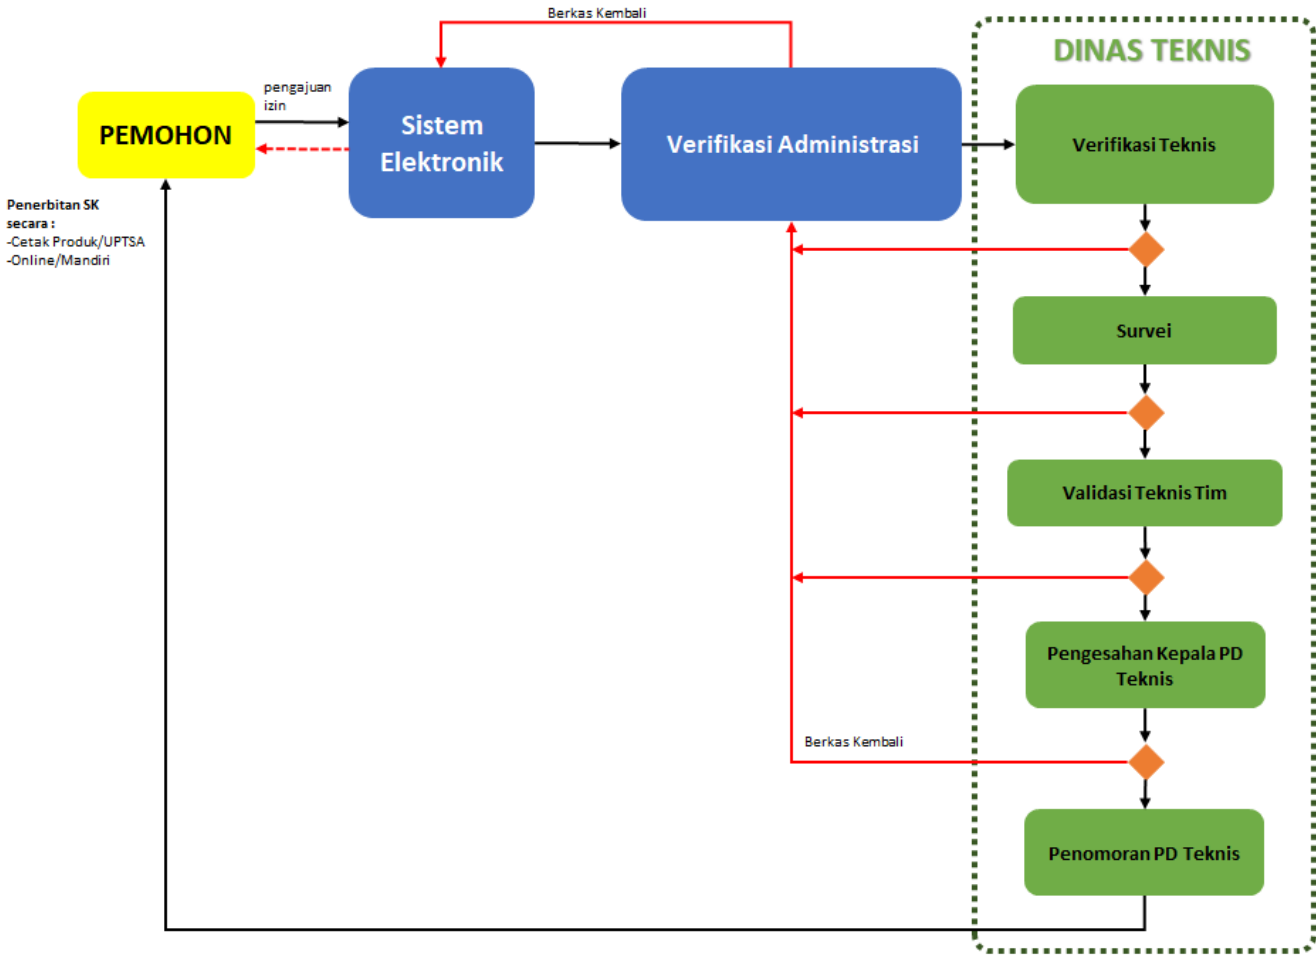 Berkas Kembali
DINAS TEKNIS
pengajuan
izin
PEMOHON
Sistem
Elektronik
Verifikasi Administrasi
Verifikasi Teknis
Penerbitan SK
secara :
-Cetak Produk/UPTSA
-Online/Mandiri
Survei
Validasi Teknis Tim
Pengesahan Kepala PD
Teknis
Berkas Kembali
Penomoran PD Teknis